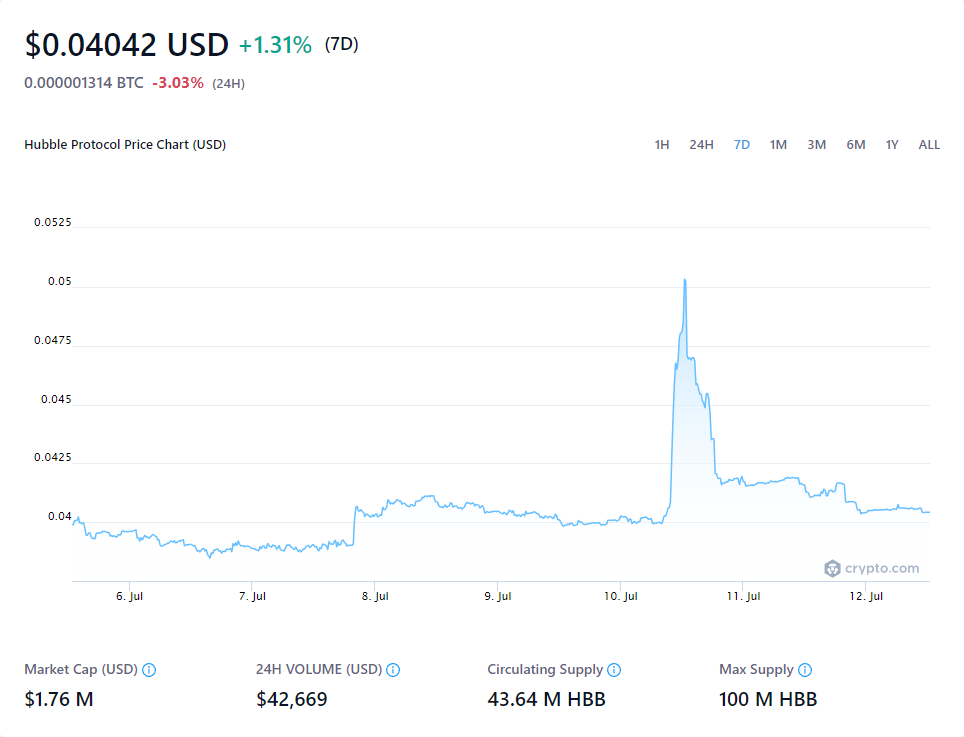 $0.04042 USD +1.31% (7D)
0.000001314 BTC -3.03% (24H)
Hubble Protocol Price Chart (USD) 1H 24H 7D 1M 3M 6M 1Y ALL
0.0525
0.05
0.0475
0.045
0.0425
0.04
crypto.com
6. Jul 7. Jul 8. Jul 9. Jul 10. Jul 11. Jul 12. Jul
Market Cap (USD) 24H VOLUME (USD) Circulating Supply Max Supply
$1.76 M $42,669 43.64 M HBB 100 M HBB